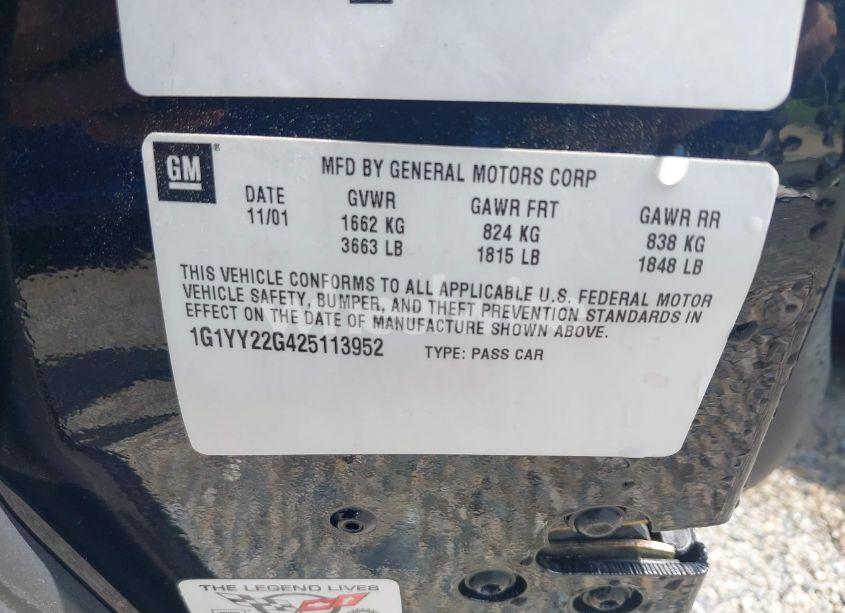 GM
MFD BY GENERAL MOTORS CORP
DATE GVWR GAWR FRT GAWR RR
11/01 1662 KG 824 KG 838 KG
3663 LB 1815 LB 1848 LB
THIS VEHICLE CONFORMS TO ALL APPLICABLE U.S. FEDERAL MOTOR
VEHICLE SAFETY, BUMPER, AND THEFT PREVENTION STANDARDS IN
EFFECT ON THE DATE OF MANUFACTURE SHOWN ABOVE.
1G1YY22G425113952 TYPE: PASS CAR
THE LEGEND LIVES